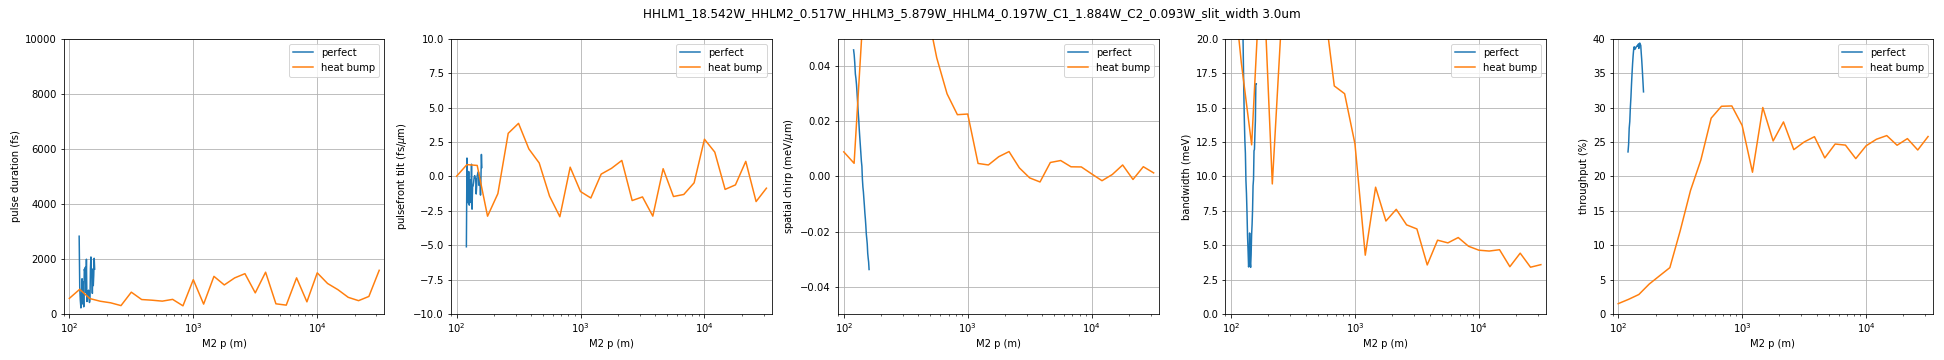 HHLM1_18.542W_HHLM2_0.517W_HHLM3_5.879W_HHLM4_0.197W_C1_1.884W_C2_0.093W_slit_width 3.0um
pulse duration (fs)
10000
8000
6000
4000
2000
0
perfect
heat bump
10² 10³ 10⁴
M2 p (m)
pulsefront tilt (fs/μm)
10.0
7.5
5.0
2.5
0.0
−2.5
−5.0
−7.5
−10.0
perfect
heat bump
10² 10³ 10⁴
M2 p (m)
spatial chirp (meV/μm)
0.04
0.02
0.00
−0.02
−0.04
perfect
heat bump
10² 10³ 10⁴
M2 p (m)
bandwidth (meV)
20.0
17.5
15.0
12.5
10.0
7.5
5.0
2.5
0.0
perfect
heat bump
10² 10³ 10⁴
M2 p (m)
throughput (%)
40
35
30
25
20
15
10
5
0
perfect
heat bump
10² 10³ 10⁴
M2 p (m)